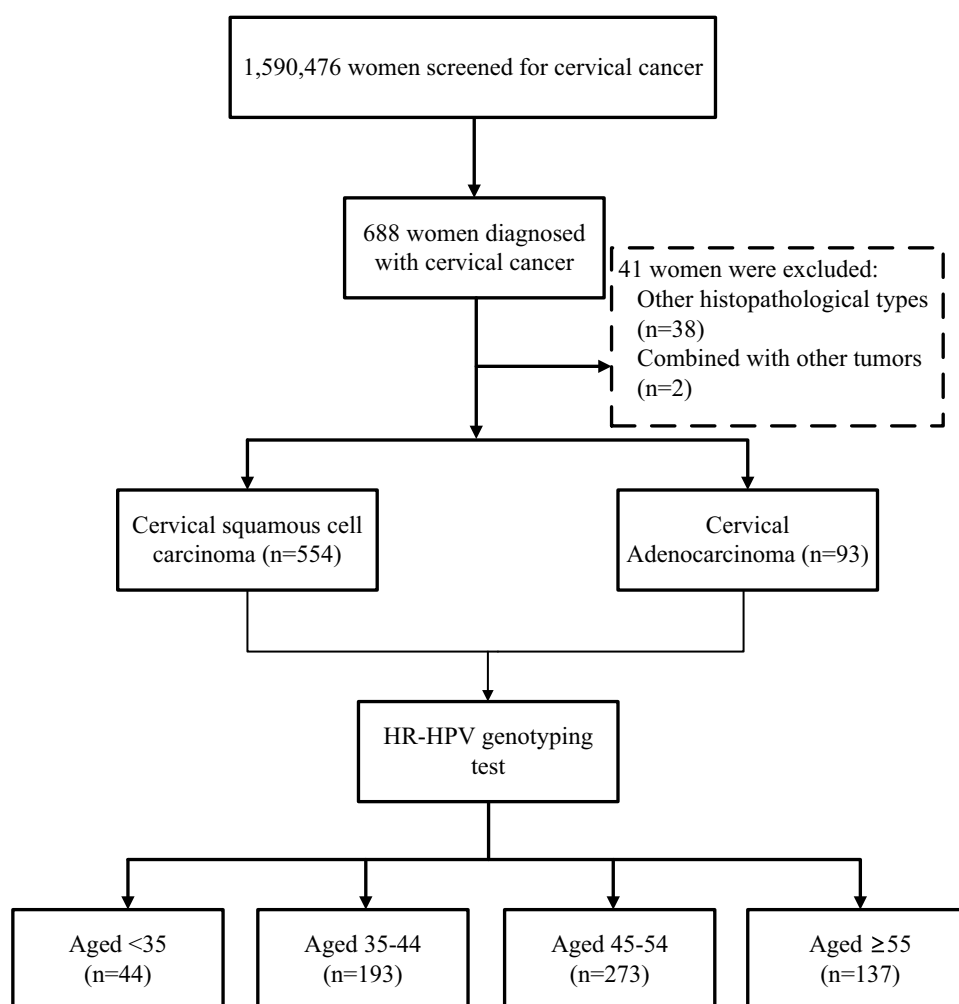 1,590,476 women screened for cervical cancer
688 women diagnosed
with cervical cancer
41 women were excluded:
Other histopathological types
(n=38)
Combined with other tumors
(n=2)
Cervical squamous cell
carcinoma (n=554)
Cervical
Adenocarcinoma (n=93)
HR-HPV genotyping
test
Aged <35
(n=44)
Aged 35-44
(n=193)
Aged 45-54
(n=273)
Aged ≥55
(n=137)